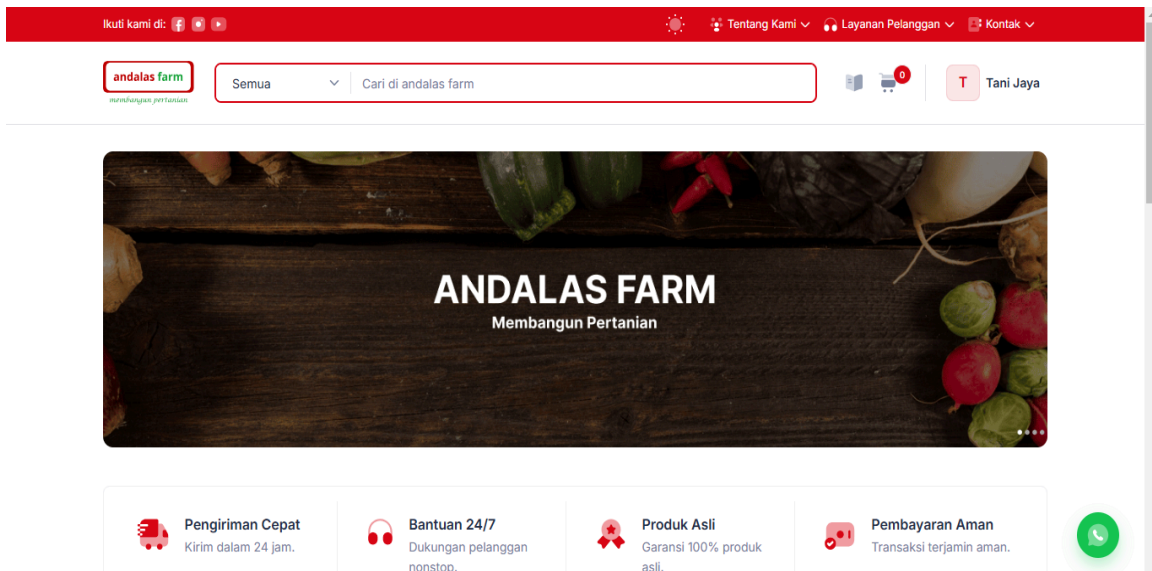 Ikuti kami di:
Tentang Kami
Layanan Pelanggan
Kontak
andalas farm
membangun pertanian
Semua
Cari di andalas farm
0
T
Tani Jaya
ANDALAS FARM
Membangun Pertanian
Pengiriman Cepat
Kirim dalam 24 jam.
Bantuan 24/7
Dukungan pelanggan
nonstop.
Produk Asli
Garansi 100% produk
asli.
Pembayaran Aman
Transaksi terjamin aman.